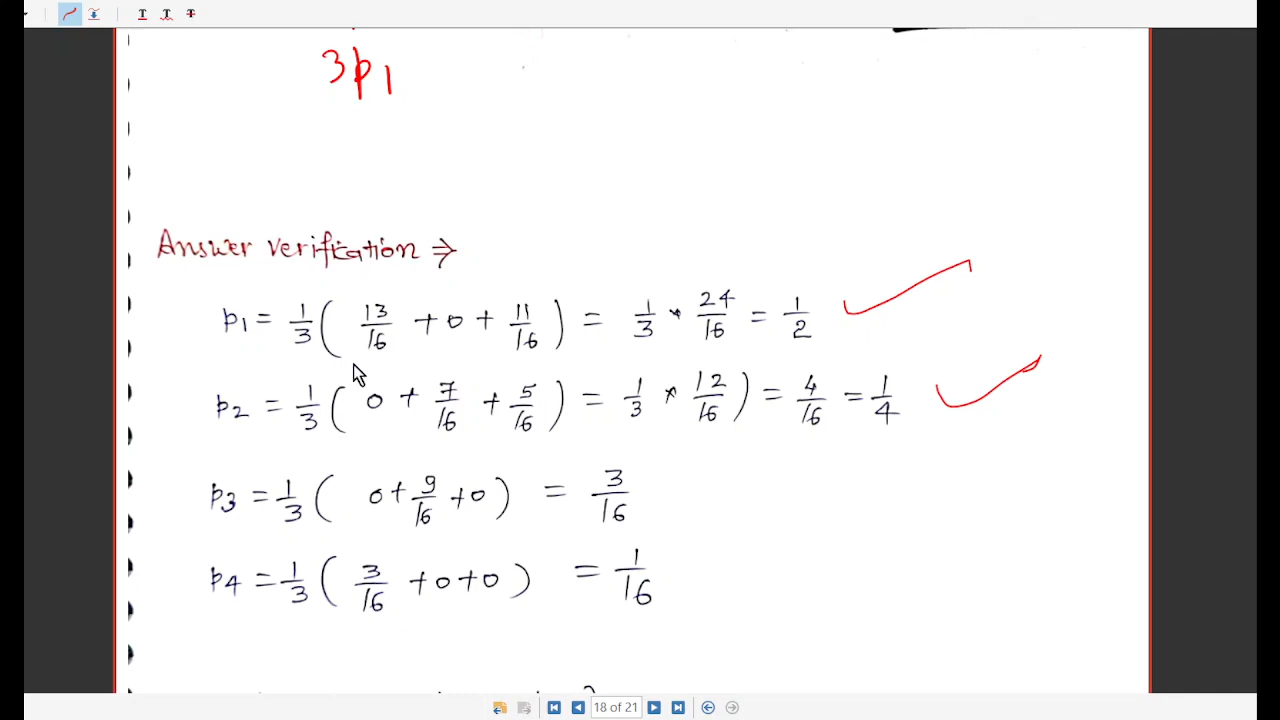 3p1
Answer verification ⇒
p1 = 1/3 ( 13/16 + 0 + 11/16 ) = 1/3 * 24/16 = 1/2
p2 = 1/3 ( 0 + 7/16 + 5/16 ) = 1/3 * 12/16 ) = 4/16 = 1/4
p3 = 1/3 ( 0 + 9/16 + 0 ) = 3/16
p4 = 1/3 ( 3/16 + 0 + 0 ) = 1/16
18 of 21